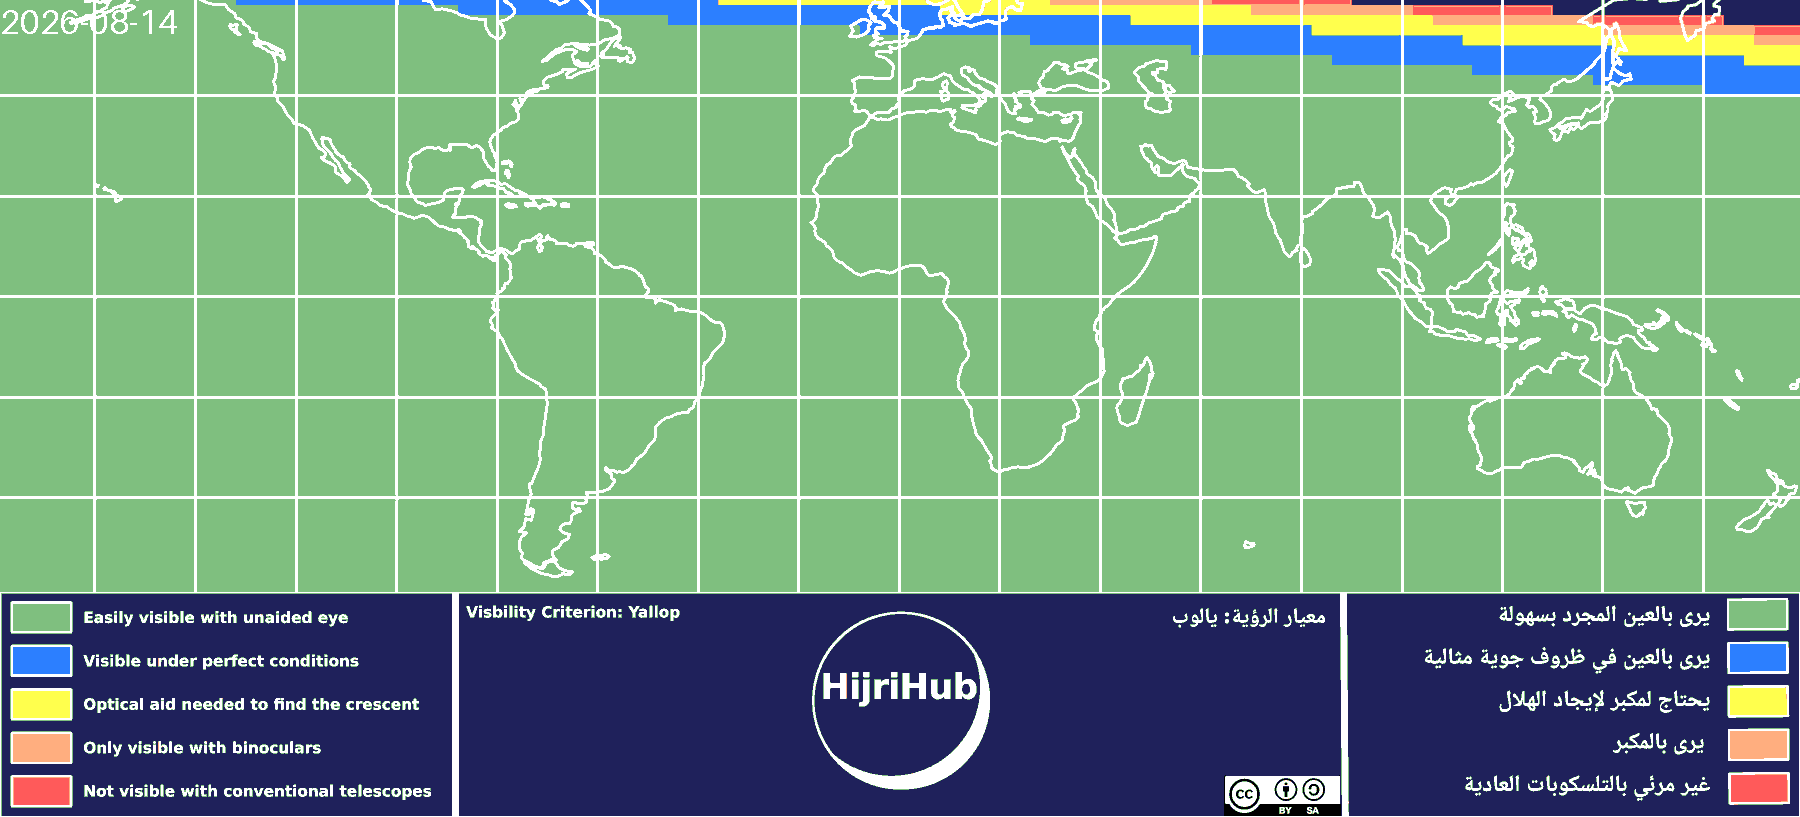 2026-08-14
Easily visible with unaided eye
Visible under perfect conditions
Optical aid needed to find the crescent
Only visible with binoculars
Not visible with conventional telescopes
Visbility Criterion: Yallop
معيار الرؤية: يالوب
HijriHub
cc
BY SA
يرى بالعين المجرد بسهولة
يرى بالعين في ظروف جوية مثالية
يحتاج لمكبر لإيجاد الهلال
يرى بالمكبر
غير مرئي بالتلسكوبات العادية